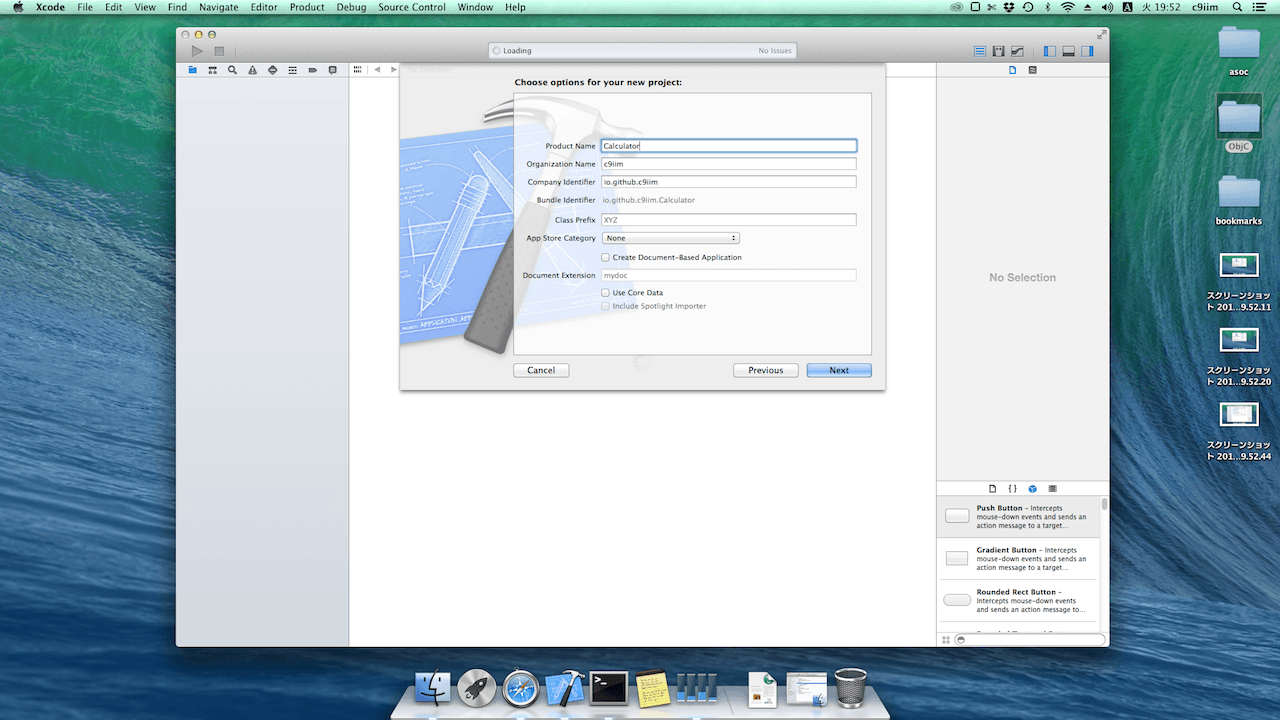 Xcode File Edit View Find Navigate Editor Product Debug Source Control Window Help
火 19:52 c9iim
Loading
No Issues
Choose options for your new project:
Product Name Calculator
Organization Name c9iim
Company Identifier io.github.c9iim
Bundle Identifier io.github.c9iim.Calculator
Class Prefix XYZ
App Store Category None
Create Document-Based Application
Document Extension mydoc
Use Core Data
Include Spotlight Importer
Cancel
Previous
Next
No Selection
Push Button – Intercepts
mouse-down events and sends an
action message to a target...
Gradient Button – Intercepts
mouse-down events and sends an
action message to a target...
Rounded Rect Button –
Intercepts mouse-down events
and sends an action message to...
asoc
ObjC
bookmarks
スクリーンショッ
ト 201...9.52.11
スクリーンショッ
ト 201...9.52.20
スクリーンショッ
ト 201...9.52.44